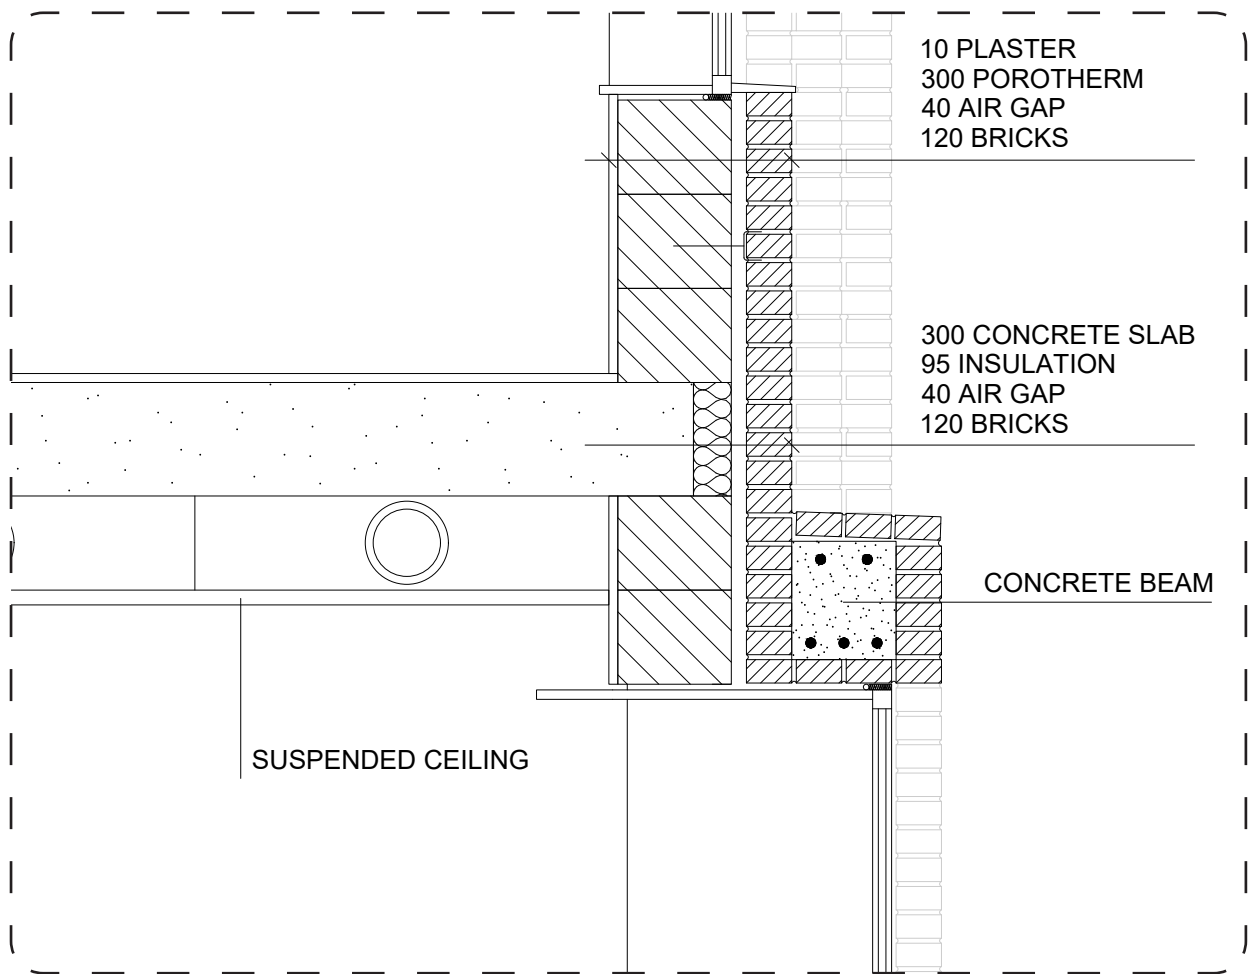 10 PLASTER
300 POROTHERM
40 AIR GAP
120 BRICKS
300 CONCRETE SLAB
95 INSULATION
40 AIR GAP
120 BRICKS
CONCRETE BEAM
SUSPENDED CEILING